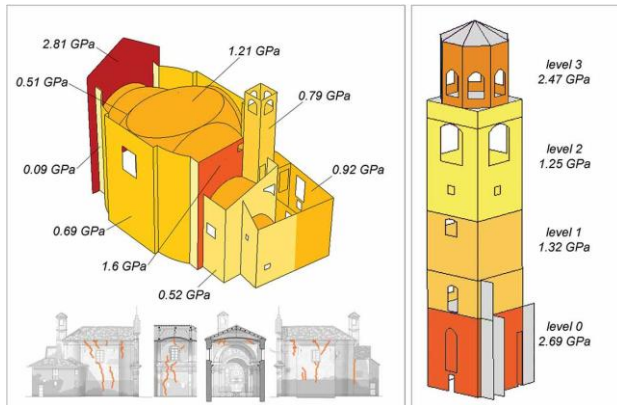 2.81 GPa
1.21 GPa
0.51 GPa
0.79 GPa
0.09 GPa
0.92 GPa
0.69 GPa
1.6 GPa
0.52 GPa
level 3
2.47 GPa
level 2
1.25 GPa
level 1
1.32 GPa
level 0
2.69 GPa